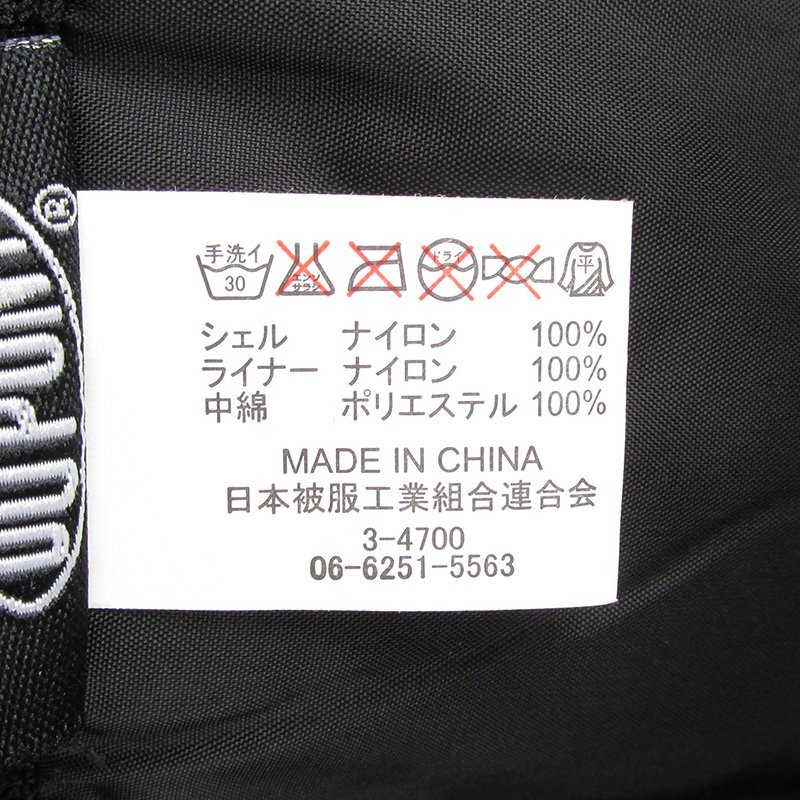 手洗イ
30
エンソ
サラシ
ドライ
平
シェル ナイロン 100%
ライナー ナイロン 100%
中綿 ポリエステル 100%
MADE IN CHINA
日本被服工業組合連合会
3-4700
06-6251-5563
®